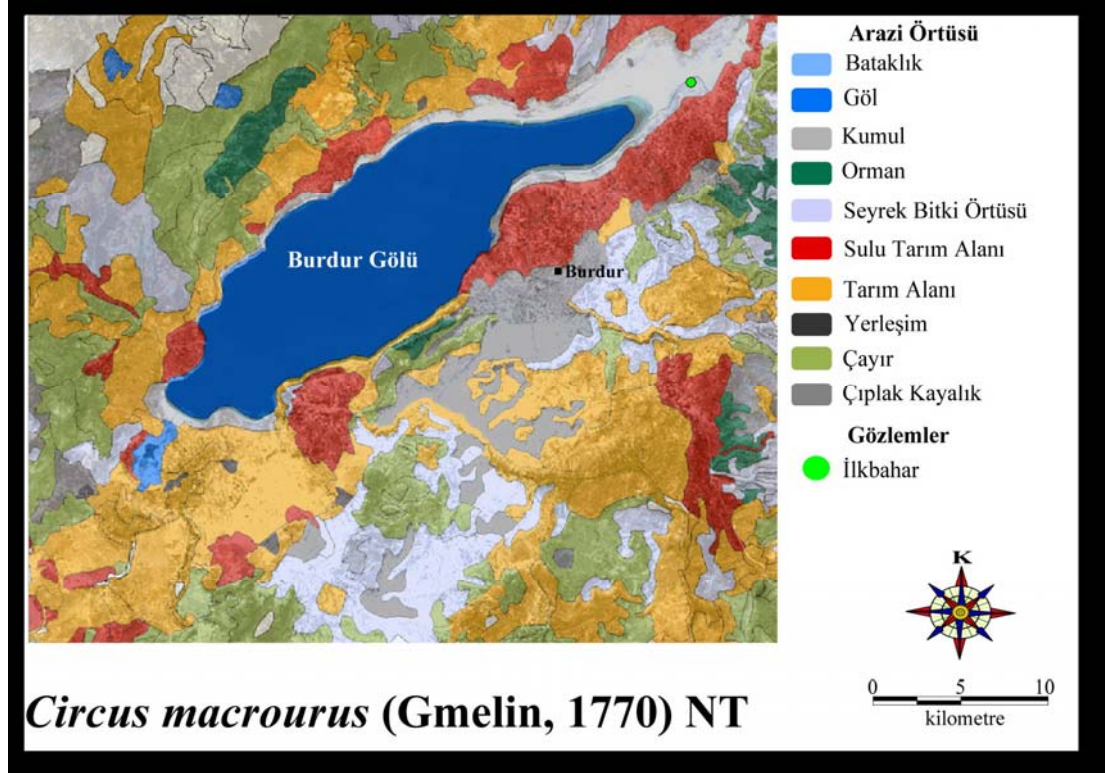 Arazi Örtüsü
Bataklık
Göl
Kumul
Orman
Seyrek Bitki Örtüsü
Sulu Tarım Alanı
Tarım Alanı
Yerleşim
Çayır
Çıplak Kayalık
Gözlemler
İlkbahar
Burdur Gölü
Burdur
K
0 5 10
kilometre
Circus macrourus (Gmelin, 1770) NT